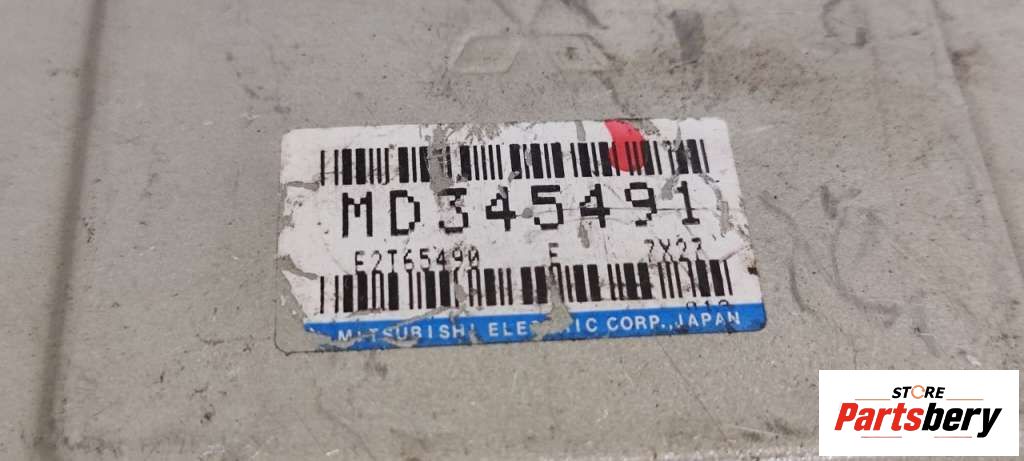 MD345491
E2T65490 E 7X27
MITSUBISHI ELECTRIC CORP., JAPAN
STORE
Partsbery